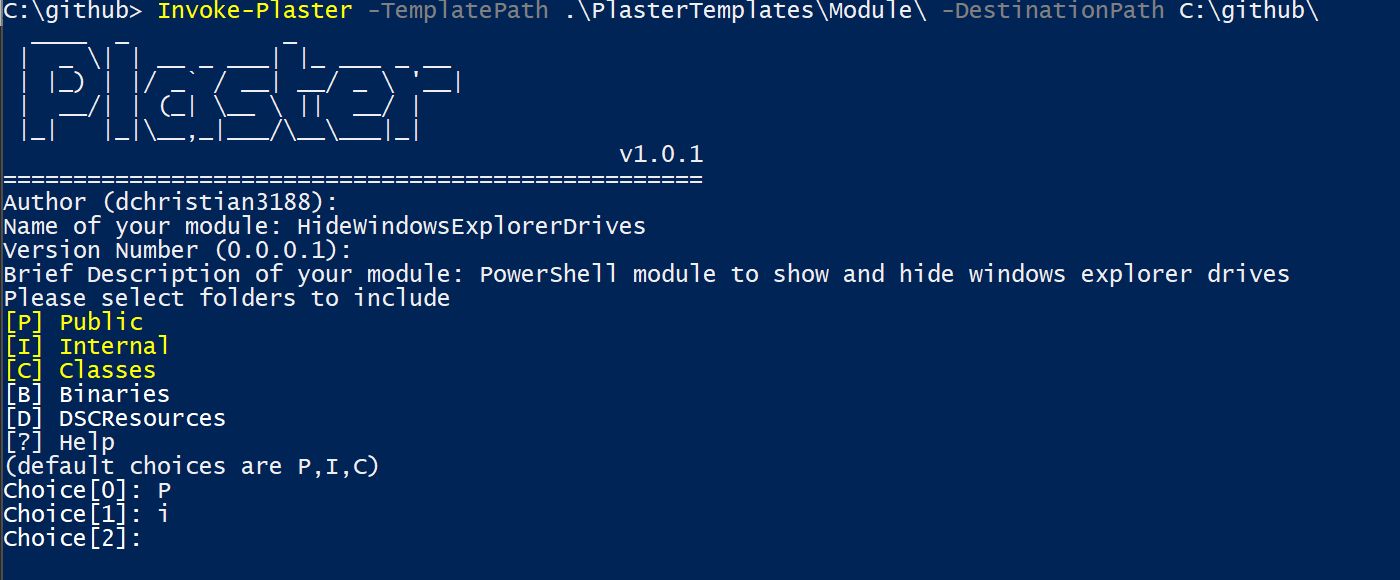 C:\github> Invoke-Plaster -TemplatePath .\PlasterTemplates\Module\ -DestinationPath C:\github\
Plaster
v1.0.1
==================================================
Author (dchristian3188):
Name of your module: HideWindowsExplorerDrives
Version Number (0.0.0.1):
Brief Description of your module: PowerShell module to show and hide windows explorer drives
Please select folders to include
[P] Public
[I] Internal
[C] Classes
[B] Binaries
[D] DSCResources
[?] Help
(default choices are P,I,C)
Choice[0]: P
Choice[1]: i
Choice[2]: